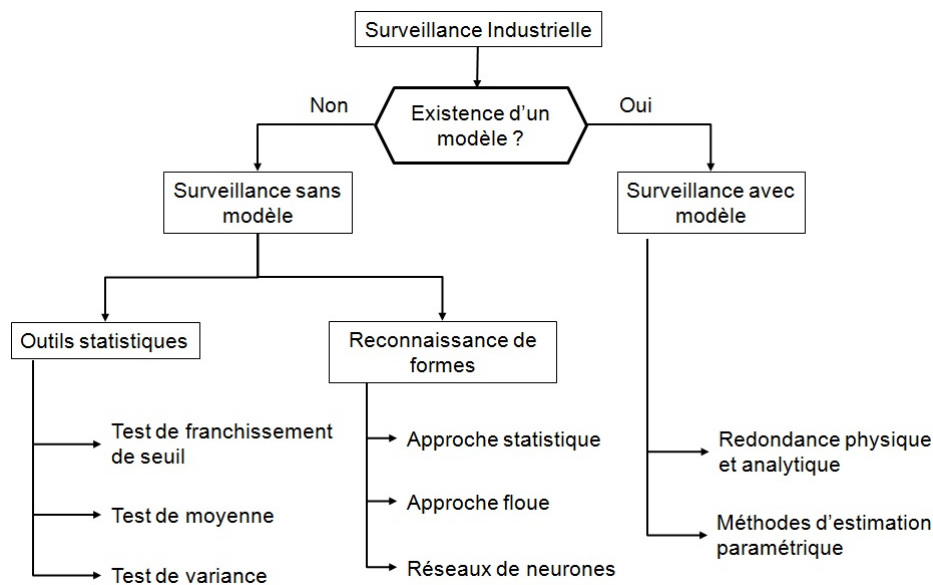 Surveillance Industrielle
Existence d'un
modèle ?
Non
Oui
Surveillance sans
modèle
Surveillance avec
modèle
Outils statistiques
Reconnaissance de
formes
Test de franchissement
de seuil
Test de moyenne
Test de variance
Approche statistique
Approche floue
Réseaux de neurones
Redondance physique
et analytique
Méthodes d'estimation
paramétrique